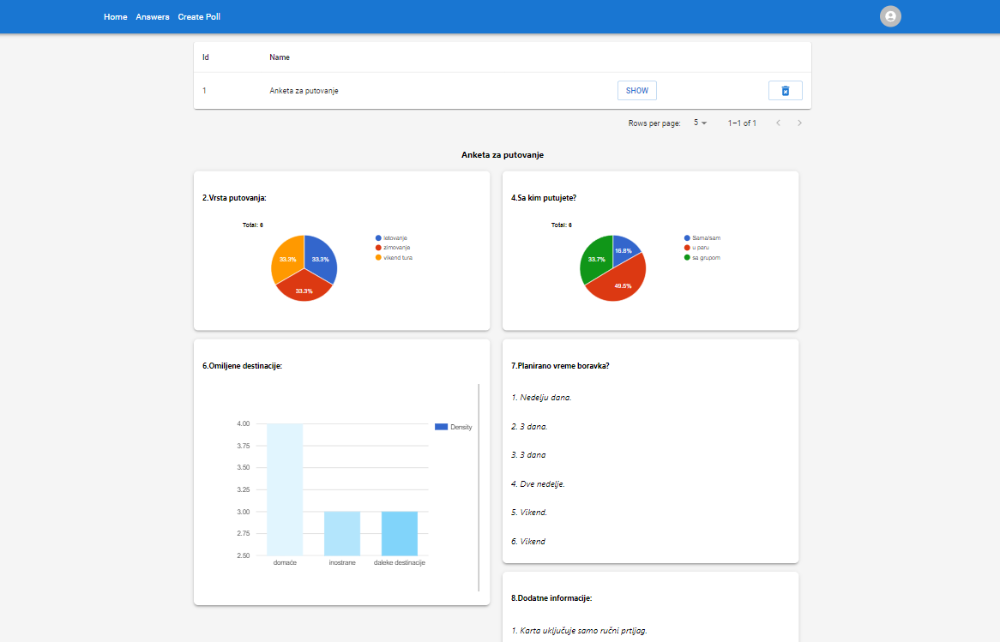 Home Answers Create Poll
Id Name
1 Anketa za putovanje SHOW
Rows per page: 5 1–1 of 1
Anketa za putovanje
2.Vrsta putovanja:
Total: 6
letovanje
zimovanje
vikend tura
33.3% 33.3%
33.3%
4.Sa kim putujete?
Total: 6
Sama/sam
u paru
sa grupom
16.8%
33.7%
49.5%
6.Omiljene destinacije:
4.00
3.75
3.50
3.25
3.00
2.75
2.50
Density
domaće inostrane daleke destinacije
7.Planirano vreme boravka?
1. Nedelju dana.
2. 3 dana.
3. 3 dana
4. Dve nedelje.
5. Vikend.
6. Vikend
8.Dodatne informacije:
1. Karta uključuje samo ručni prtljag.